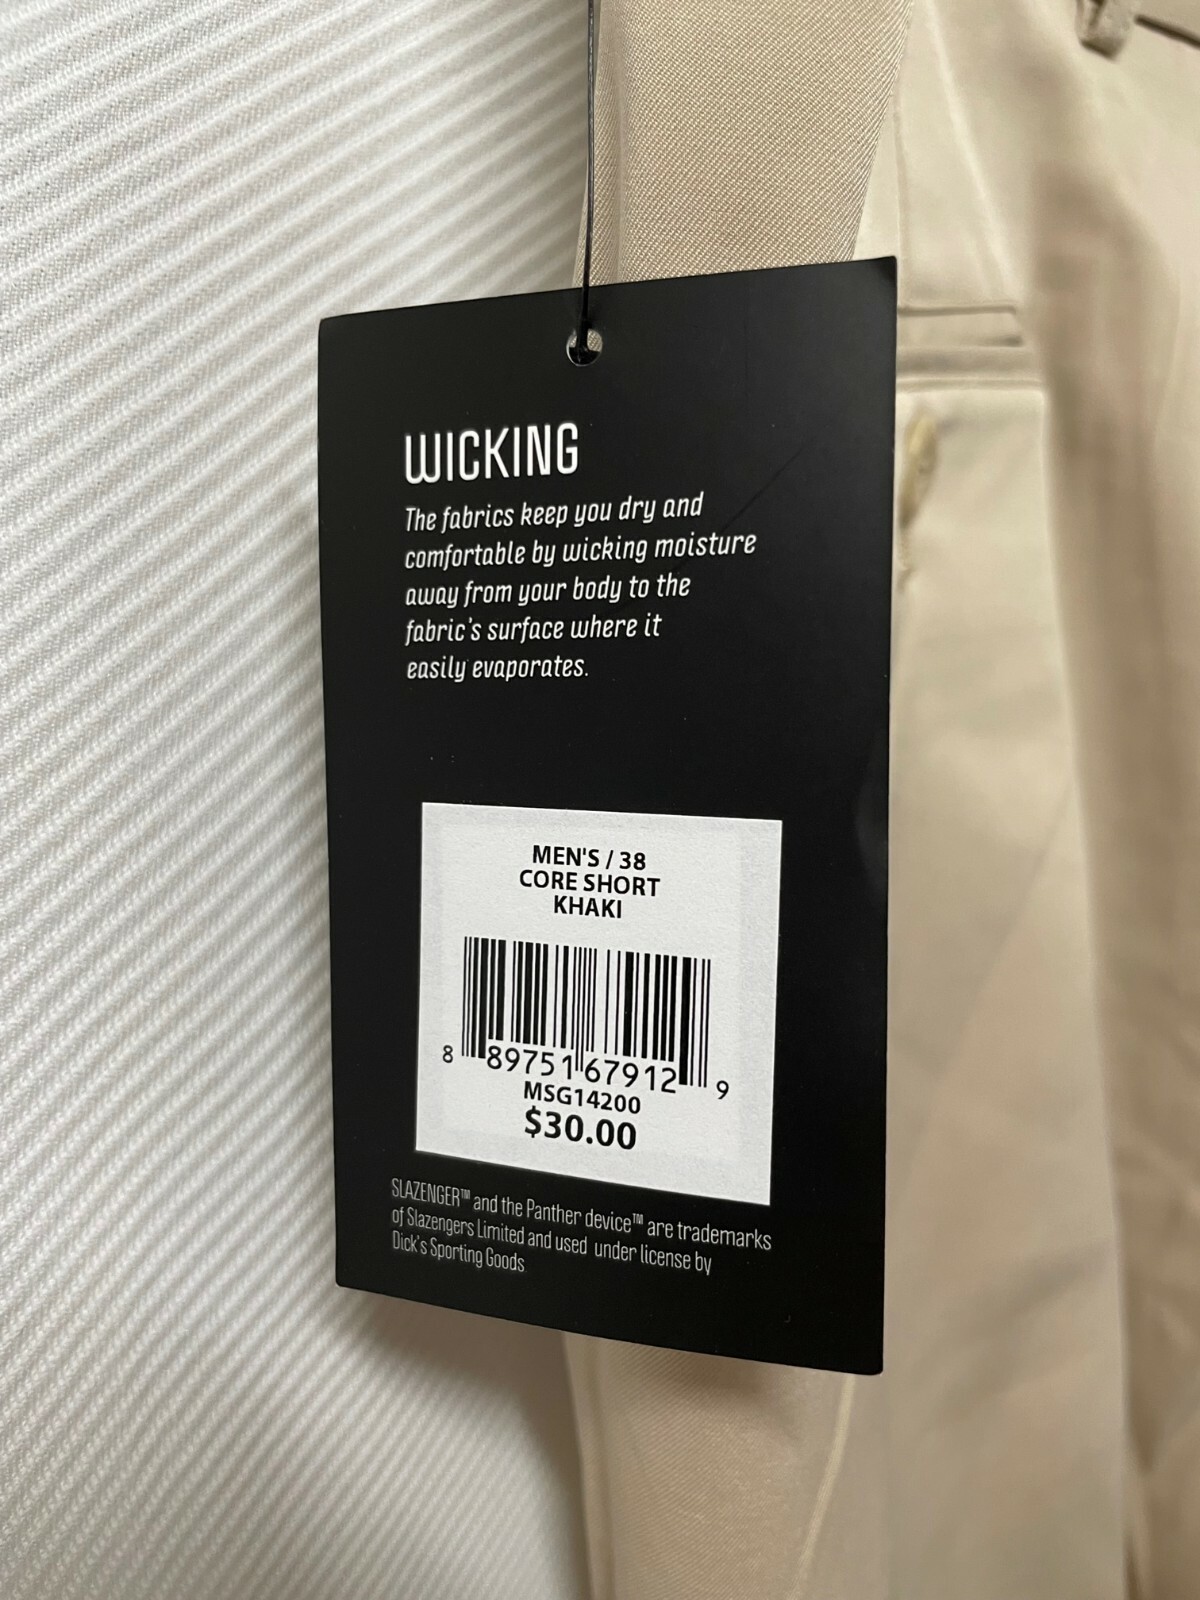 WICKING
The fabrics keep you dry and
comfortable by wicking moisture
away from your body to the
fabric's surface where it
easily evaporates.
MEN'S / 38
CORE SHORT
KHAKI
8 89751 67912 9
MSG14200
$30.00
SLAZENGER™ and the Panther device™ are trademarks
of Slazengers Limited and used under license by
Dick's Sporting Goods